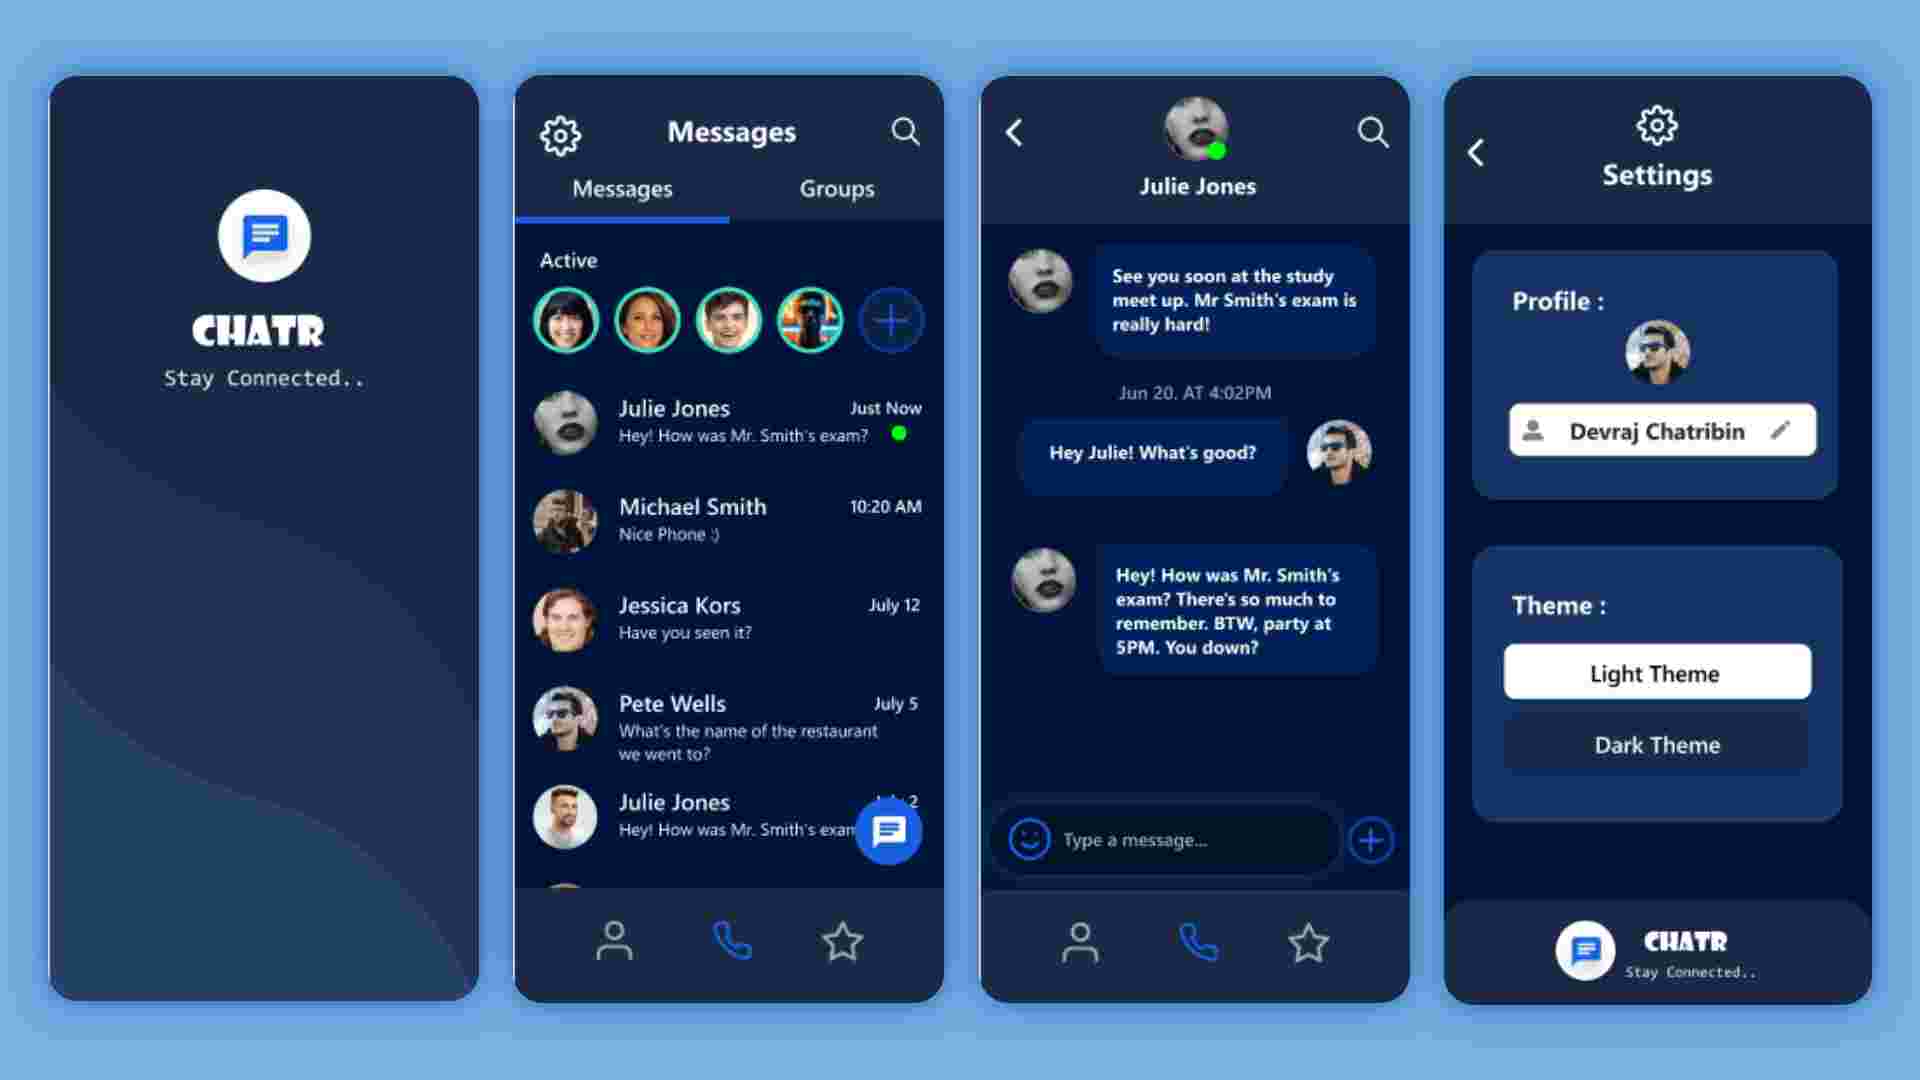 CHATR
Stay Connected..
Messages
Messages
Groups
Active
Julie Jones
Just Now
Hey! How was Mr. Smith's exam?
Michael Smith
10:20 AM
Nice Phone :)
Jessica Kors
July 12
Have you seen it?
Pete Wells
July 5
What's the name of the restaurant
we went to?
Julie Jones
2
Hey! How was Mr. Smith's exam
Julie Jones
See you soon at the study
meet up. Mr Smith's exam is
really hard!
Jun 20. AT 4:02PM
Hey Julie! What's good?
Hey! How was Mr. Smith's
exam? There's so much to
remember. BTW, party at
5PM. You down?
Type a message...
Settings
Profile :
Devraj Chatribin
Theme :
Light Theme
Dark Theme
CHATR
Stay Connected..